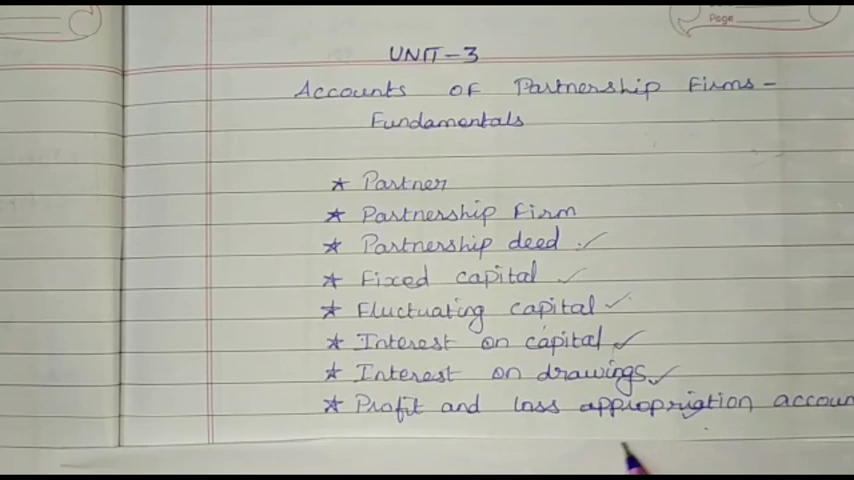 Page
UNIT-3
Accounts of Partnership Firms-
Fundamentals
* Partner
* Partnership Firm
* Partnership deed ✓
* Fixed capital ✓
* Fluctuating capital ✓
* Interest on capital ✓
* Interest on drawings ✓
* Profit and loss appropriation accoun